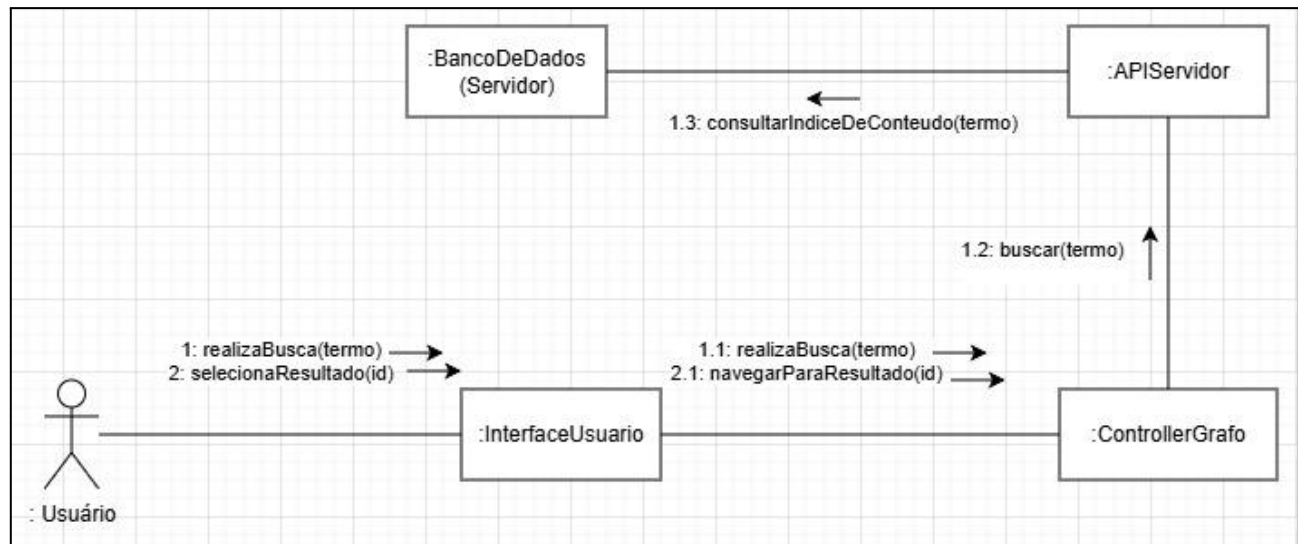 :BancoDeDados
(Servidor)
:APIServidor
1.3: consultarIndiceDeConteudo(termo)
1.2: buscar(termo)
1: realizaBusca(termo)
2: selecionaResultado(id)
1.1: realizaBusca(termo)
2.1: navegarParaResultado(id)
:InterfaceUsuario
:ControllerGrafo
: Usuário